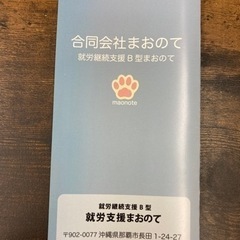 合同会社まおのて
就労継続支援B型まおのて
maonote
就労継続支援B型
就労支援まおのて
〒902-0077 沖縄県那覇市長田1-24-27